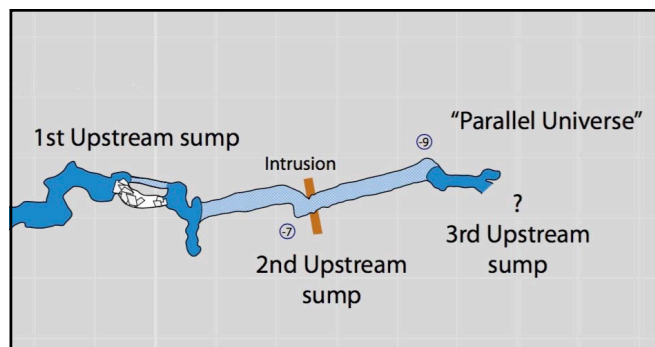 "Parallel Universe"
1st Upstream sump
-9
Intrusion
?
-7
3rd Upstream
sump
2nd Upstream
sump